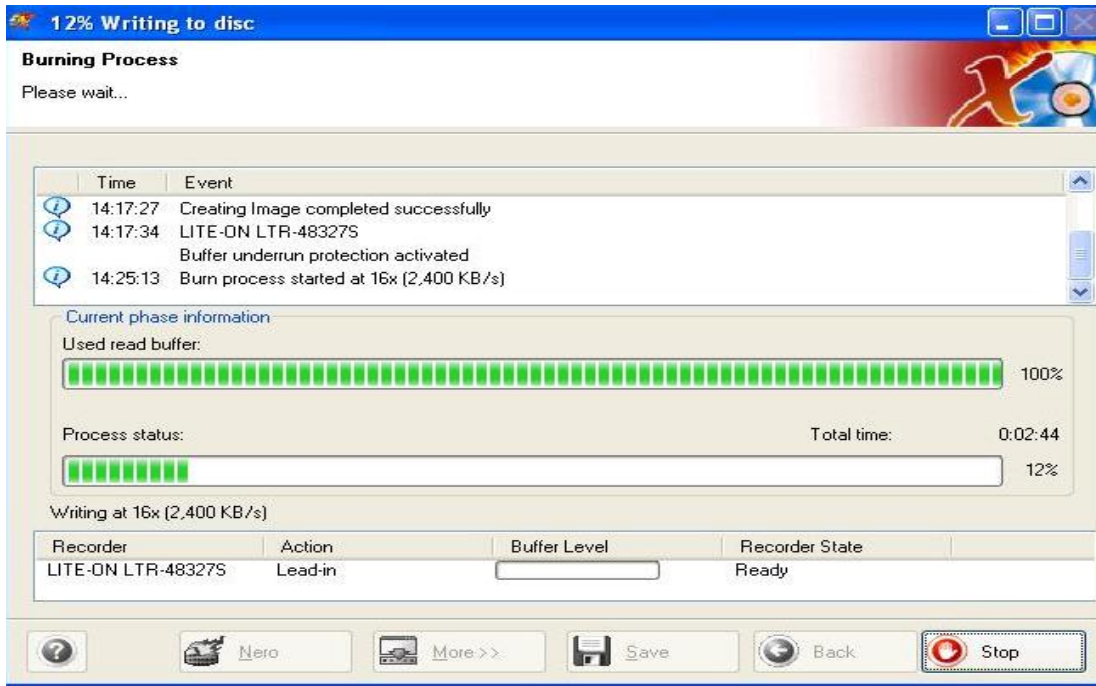 12% Writing to disc
Burning Process
Please wait...
Time Event
14:17:27 Creating Image completed successfully
14:17:34 LITE-ON LTR-48327S
Buffer underrun protection activated
14:25:13 Burn process started at 16x (2,400 KB/s)
Current phase information
Used read buffer:
100%
Process status: Total time: 0:02:44
12%
Writing at 16x (2,400 KB/s)
Recorder Action Buffer Level Recorder State
LITE-ON LTR-48327S Lead-in Ready
? Nero More >> Save Back Stop